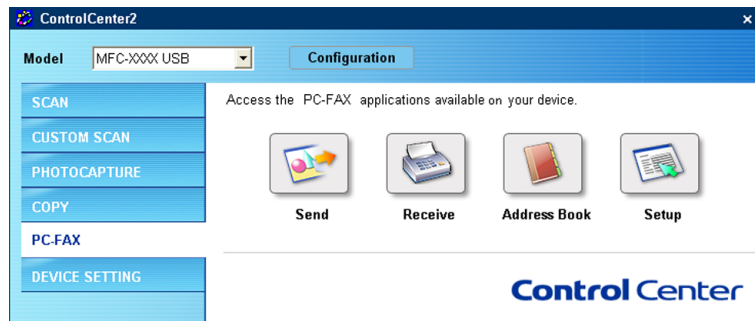 ControlCenter2
Model MFC-XXXX USB Configuration
SCAN
CUSTOM SCAN
PHOTOCAPTURE
COPY
PC-FAX
DEVICE SETTING
Access the PC-FAX applications available on your device.
Send Receive Address Book Setup
Control Center